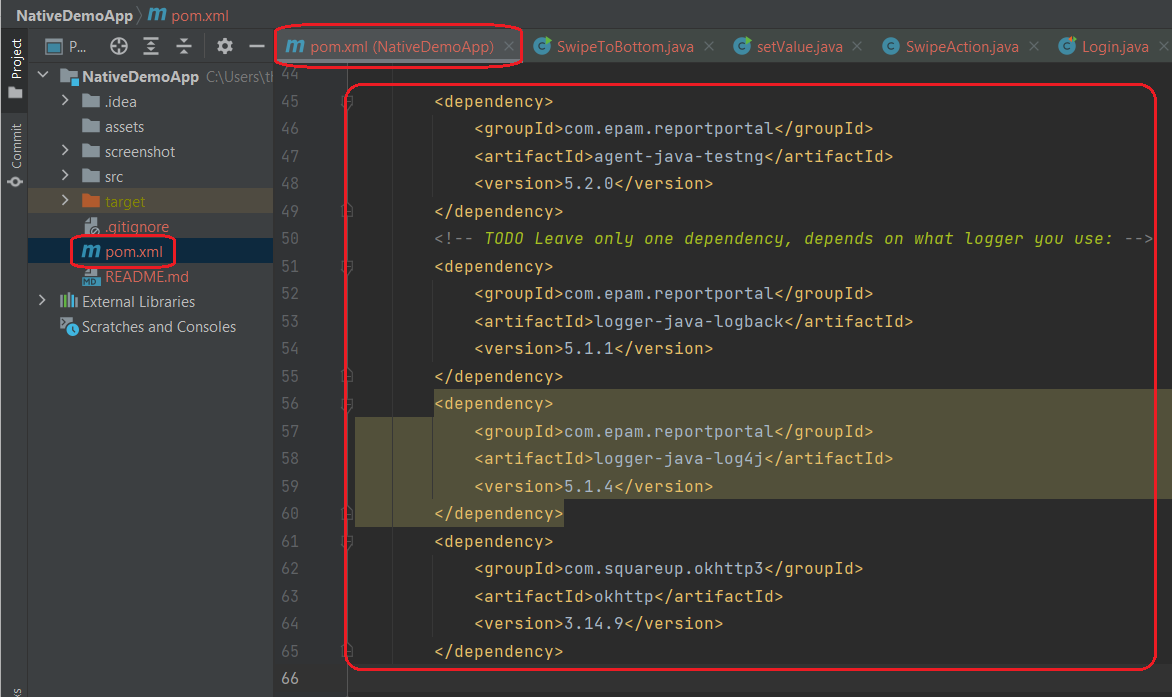 NativeDemoApp pom.xml
P...
pom.xml (NativeDemoApp)
SwipeToBottom.java
setValue.java
SwipeAction.java
Login.java
Project
Commit
NativeDemoApp C:\Users\t
.idea
assets
screenshot
src
target
.gitignore
pom.xml
README.md
External Libraries
Scratches and Consoles
44
45 <dependency>
46 <groupId>com.epam.reportportal</groupId>
47 <artifactId>agent-java-testng</artifactId>
48 <version>5.2.0</version>
49 </dependency>
50 <!-- TODO Leave only one dependency, depends on what logger you use: -->
51 <dependency>
52 <groupId>com.epam.reportportal</groupId>
53 <artifactId>logger-java-logback</artifactId>
54 <version>5.1.1</version>
55 </dependency>
56 <dependency>
57 <groupId>com.epam.reportportal</groupId>
58 <artifactId>logger-java-log4j</artifactId>
59 <version>5.1.4</version>
60 </dependency>
61 <dependency>
62 <groupId>com.squareup.okhttp3</groupId>
63 <artifactId>okhttp</artifactId>
64 <version>3.14.9</version>
65 </dependency>
66